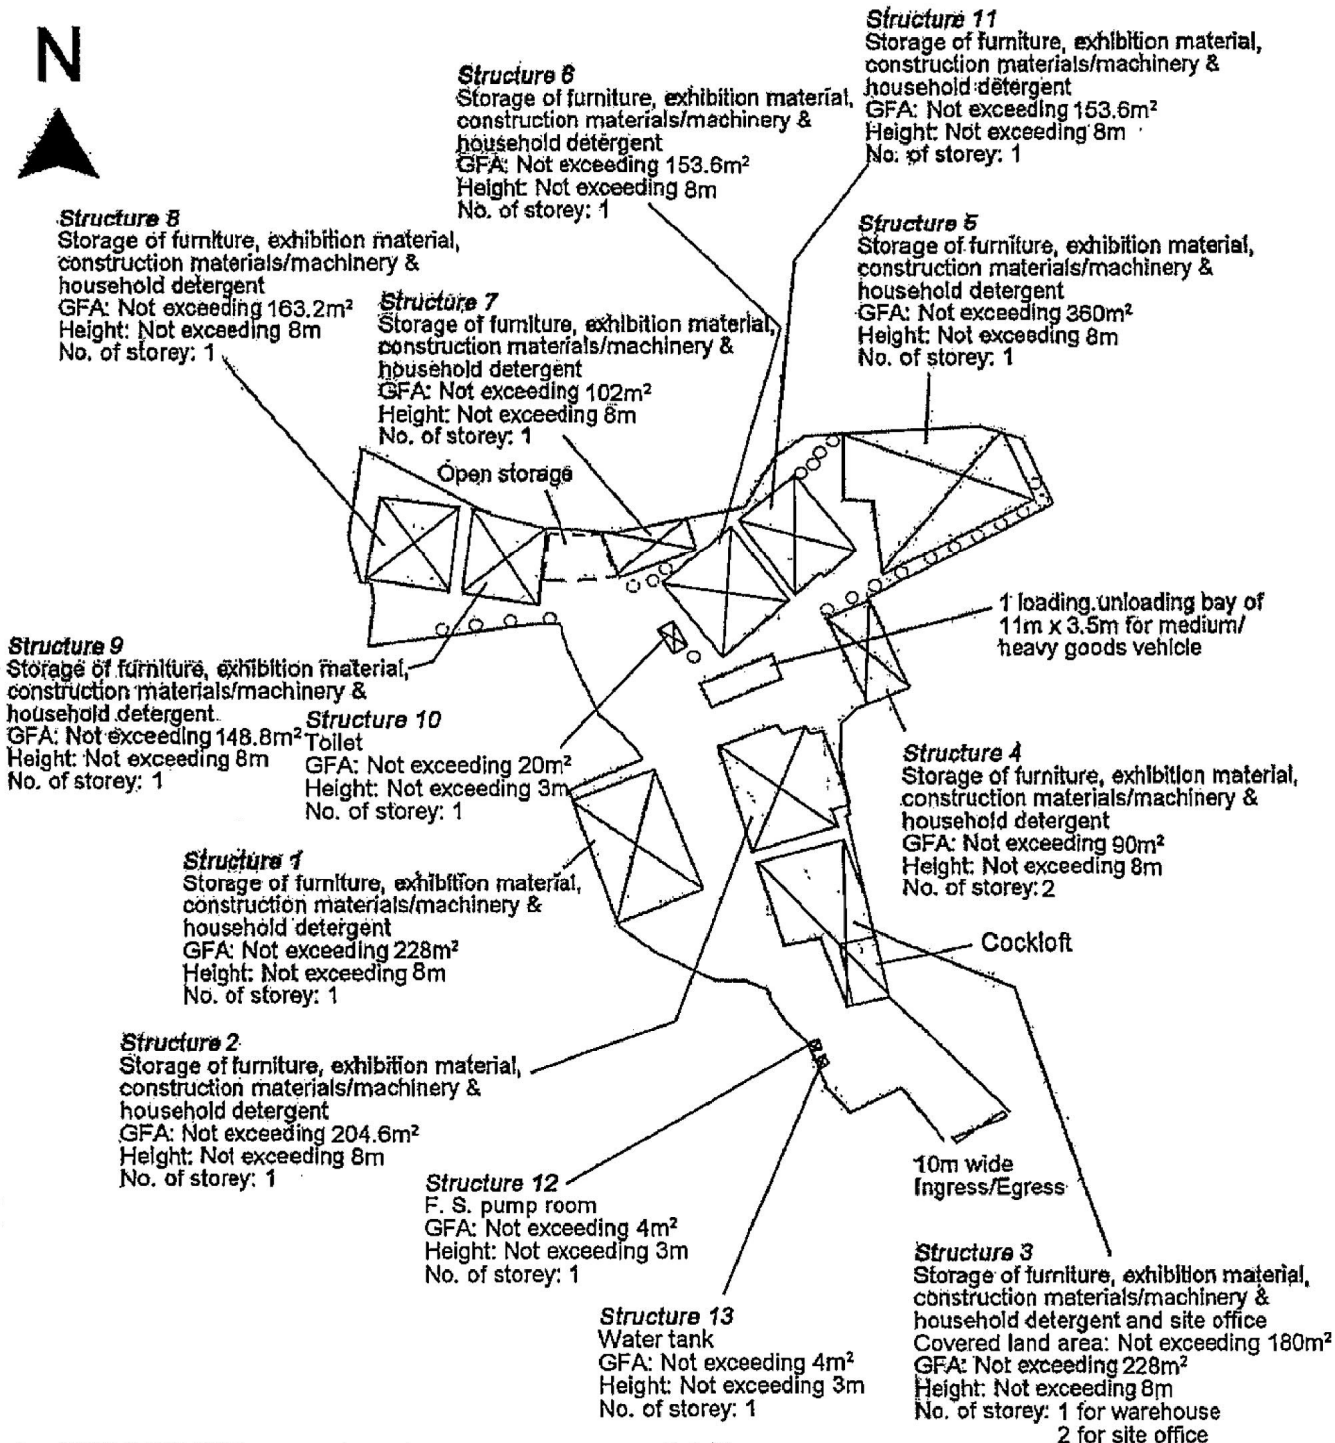 N
Structure 11
Storage of furniture, exhibition material,
construction materials/machinery &
household detergent
GFA: Not exceeding 153.6m²
Height: Not exceeding 8m
No. of storey: 1
Structure 6
Storage of furniture, exhibition material,
construction materials/machinery &
household detergent
GFA: Not exceeding 153.6m²
Height: Not exceeding 8m
No. of storey: 1
Structure 8
Storage of furniture, exhibition material,
construction materials/machinery &
household detergent
GFA: Not exceeding 163.2m²
Height: Not exceeding 8m
No. of storey: 1
Structure 5
Storage of furniture, exhibition material,
construction materials/machinery &
household detergent
GFA: Not exceeding 360m²
Height: Not exceeding 8m
No. of storey: 1
Structure 7
Storage of furniture, exhibition material,
construction materials/machinery &
household detergent
GFA: Not exceeding 102m²
Height: Not exceeding 8m
No. of storey: 1
Open storage
1 loading.unloading bay of
11m x 3.5m for medium/
heavy goods vehicle
Structure 9
Storage of furniture, exhibition material,
construction materials/machinery &
household detergent
GFA: Not exceeding 148.8m²
Height: Not exceeding 8m
No. of storey: 1
Structure 10
Toilet
GFA: Not exceeding 20m²
Height: Not exceeding 3m
No. of storey: 1
Structure 4
Storage of furniture, exhibition material,
construction materials/machinery &
household detergent
GFA: Not exceeding 90m²
Height: Not exceeding 8m
No. of storey: 2
Structure 1
Storage of furniture, exhibition material,
construction materials/machinery &
household detergent
GFA: Not exceeding 228m²
Height: Not exceeding 8m
No. of storey: 1
Cockloft
Structure 2
Storage of furniture, exhibition material,
construction materials/machinery &
household detergent
GFA: Not exceeding 204.6m²
Height: Not exceeding 8m
No. of storey: 1
10m wide
Ingress/Egress
Structure 12
F. S. pump room
GFA: Not exceeding 4m²
Height: Not exceeding 3m
No. of storey: 1
Structure 3
Storage of furniture, exhibition material,
construction materials/machinery &
household detergent and site office
Covered land area: Not exceeding 180m²
GFA: Not exceeding 228m²
Height: Not exceeding 8m
No. of storey: 1 for warehouse
2 for site office
Structure 13
Water tank
GFA: Not exceeding 4m²
Height: Not exceeding 3m
No. of storey: 1